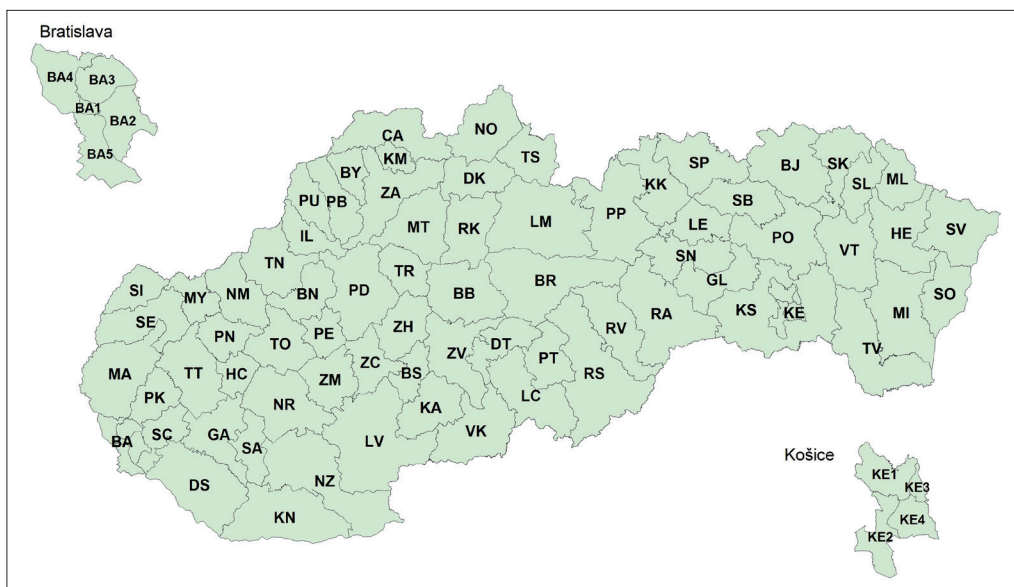 Bratislava
BA4
BA3
BA1
BA2
BA5
NO
CA
KM
TS
BY
DK
SP
BJ
SK
ML
KK
SL
PU
PB
ZA
SB
LM
PP
MT
RK
LE
HE
SV
IL
PO
VT
TN
SN
TR
BR
GL
SI
MY
NM
BN
PD
BB
SO
KS
KE
MI
RA
SE
PN
PE
ZH
RV
TO
DT
TV
ZV
PT
MA
TT
HC
ZM
ZC
BS
RS
PK
NR
LC
KA
BA
SC
GA
LV
VK
SA
Košice
DS
NZ
KN
KE1
KE3
KE4
KE2